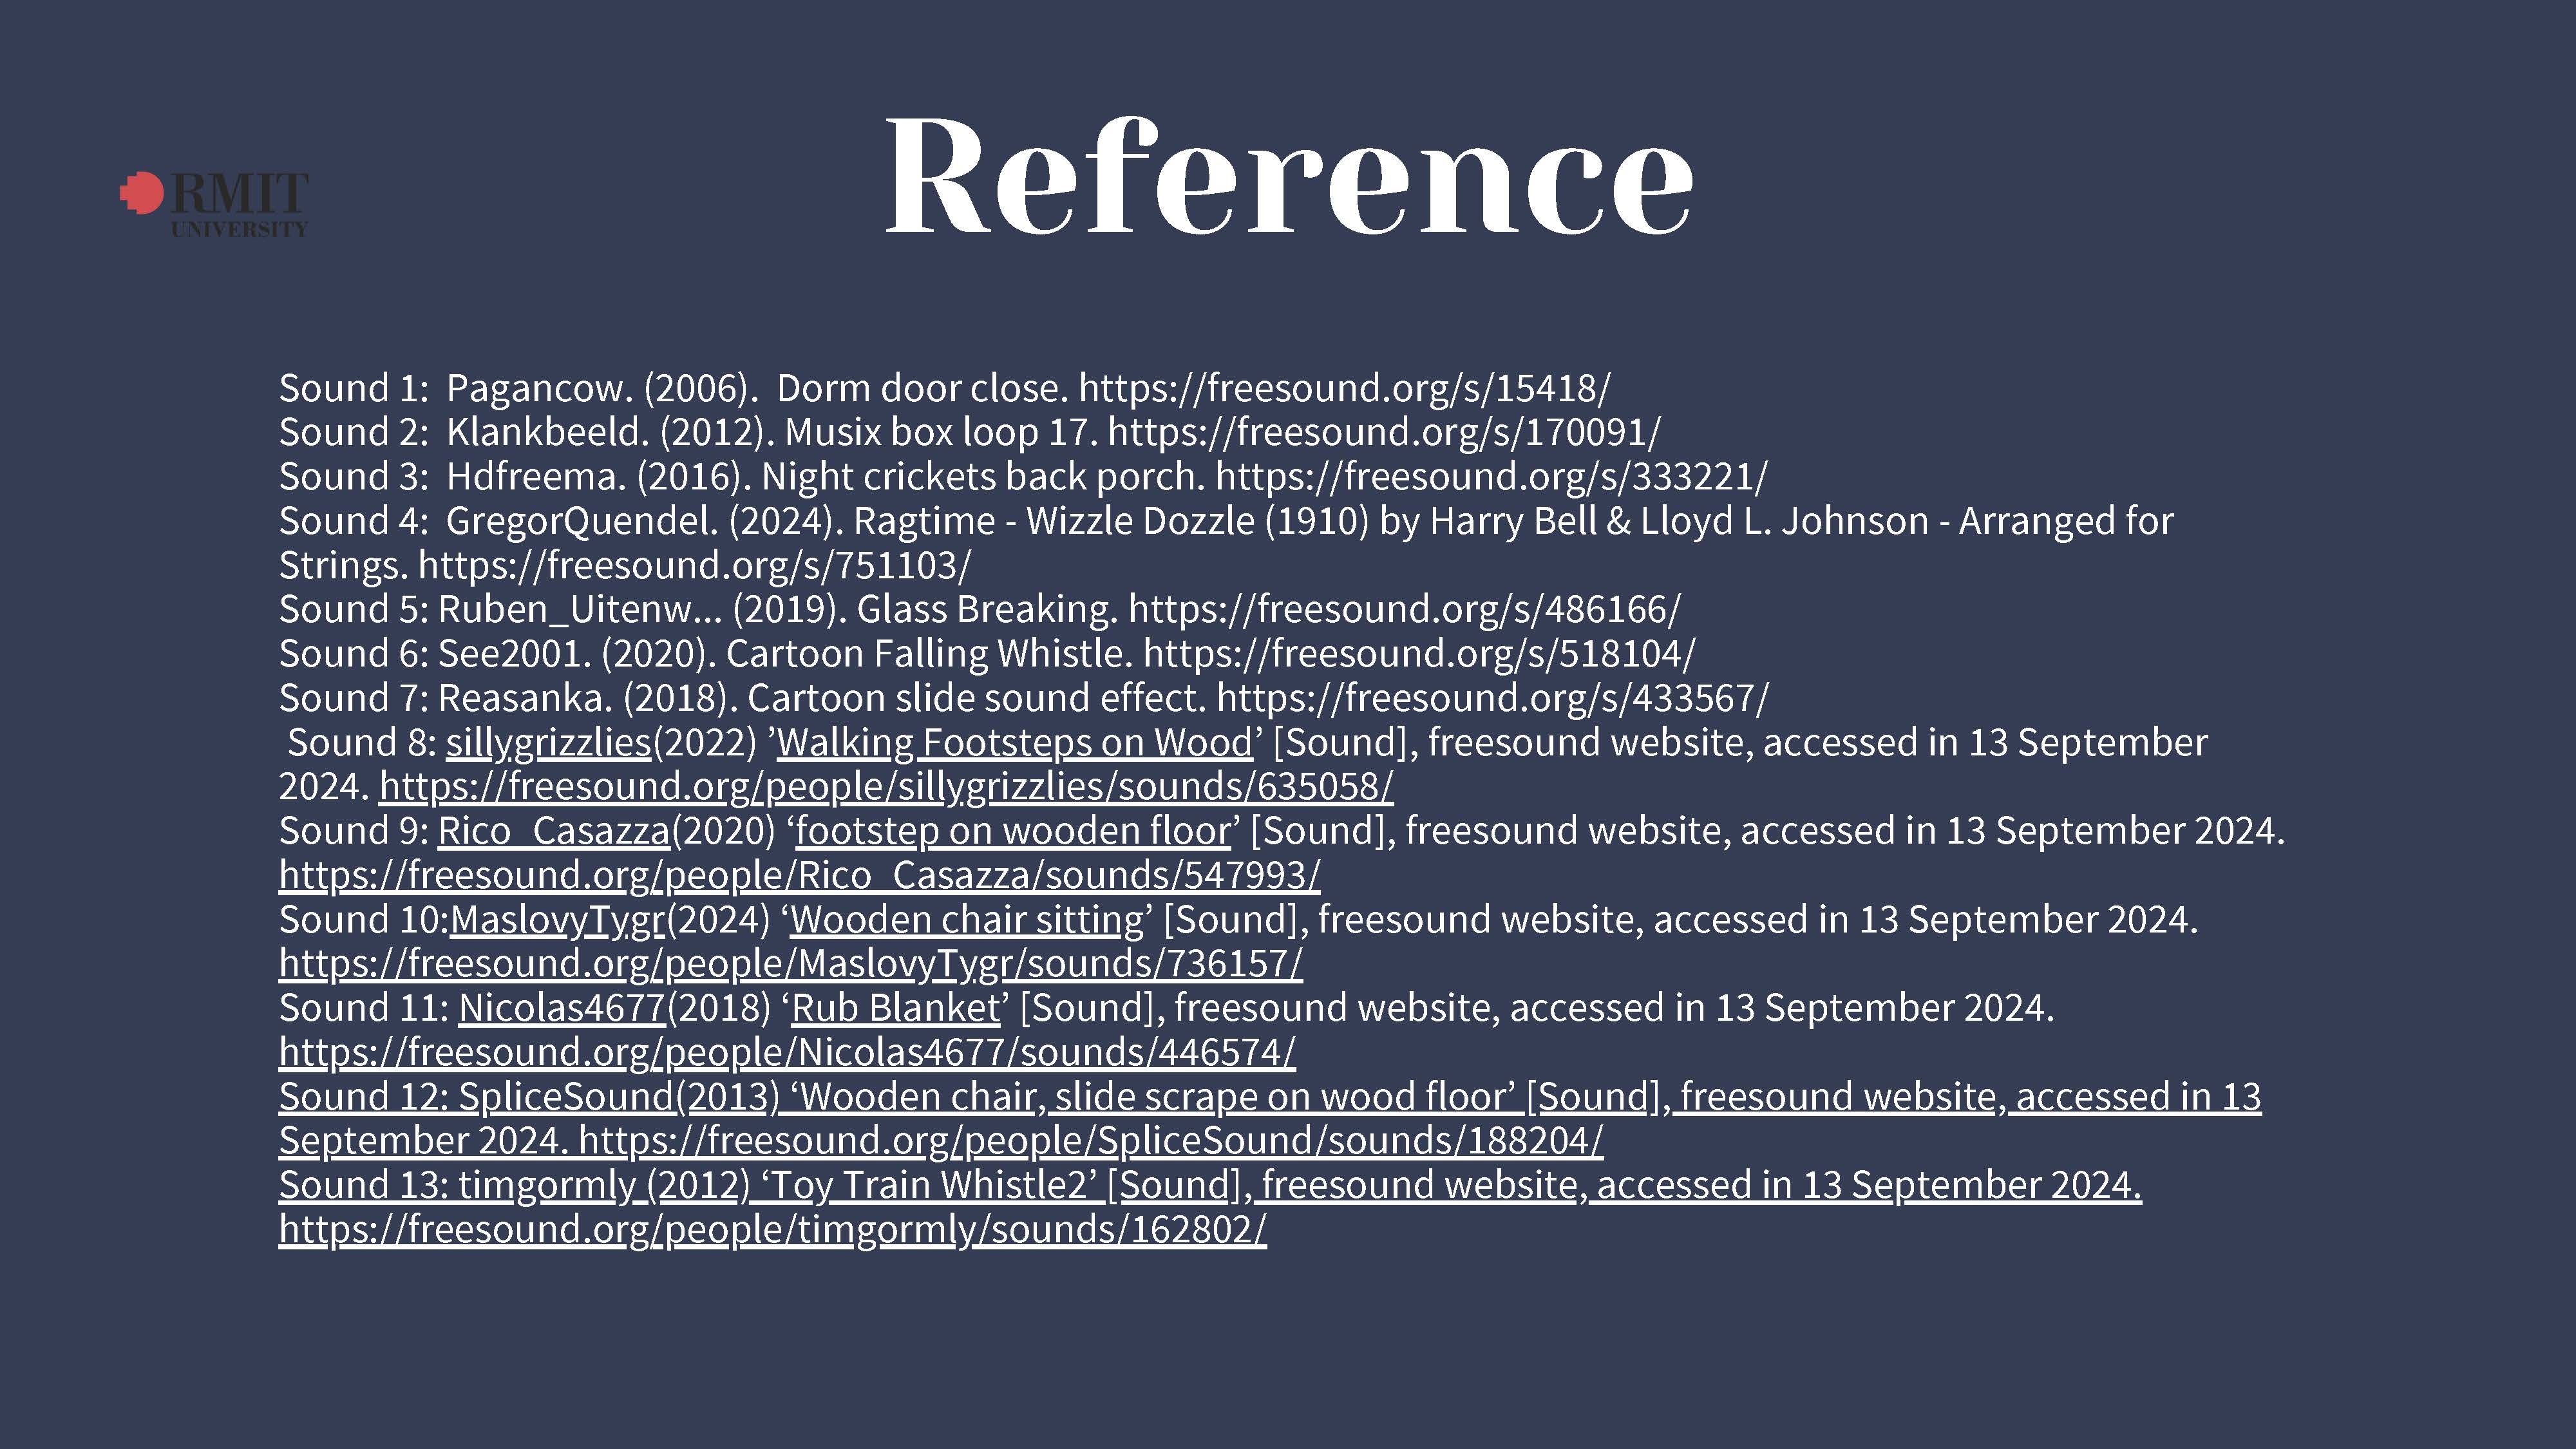 Reference
RMIT
UNIVERSITY
Sound 1:  Pagancow. (2006).  Dorm door close. https://freesound.org/s/15418/
Sound 2:  Klankbeeld. (2012). Musix box loop 17. https://freesound.org/s/170091/
Sound 3:  Hdfreema. (2016). Night crickets back porch. https://freesound.org/s/333221/
Sound 4:  GregorQuendel. (2024). Ragtime - Wizzle Dozzle (1910) by Harry Bell & Lloyd L. Johnson - Arranged for
Strings. https://freesound.org/s/751103/
Sound 5: Ruben_Uitenw... (2019). Glass Breaking. https://freesound.org/s/486166/
Sound 6: See2001. (2020). Cartoon Falling Whistle. https://freesound.org/s/518104/
Sound 7: Reasanka. (2018). Cartoon slide sound effect. https://freesound.org/s/433567/
Sound 8: sillygrizzlies(2022) ’Walking Footsteps on Wood’ [Sound], freesound website, accessed in 13 September
2024. https://freesound.org/people/sillygrizzlies/sounds/635058/
Sound 9: Rico_Casazza(2020) ‘footstep on wooden floor’ [Sound], freesound website, accessed in 13 September 2024.
https://freesound.org/people/Rico_Casazza/sounds/547993/
Sound 10:MaslovyTygr(2024) ‘Wooden chair sitting’ [Sound], freesound website, accessed in 13 September 2024.
https://freesound.org/people/MaslovyTygr/sounds/736157/
Sound 11: Nicolas4677(2018) ‘Rub Blanket’ [Sound], freesound website, accessed in 13 September 2024.
https://freesound.org/people/Nicolas4677/sounds/446574/
Sound 12: SpliceSound(2013) ‘Wooden chair, slide scrape on wood floor’ [Sound], freesound website, accessed in 13
September 2024. https://freesound.org/people/SpliceSound/sounds/188204/
Sound 13: timgormly (2012) ‘Toy Train Whistle2’ [Sound], freesound website, accessed in 13 September 2024.
https://freesound.org/people/timgormly/sounds/162802/